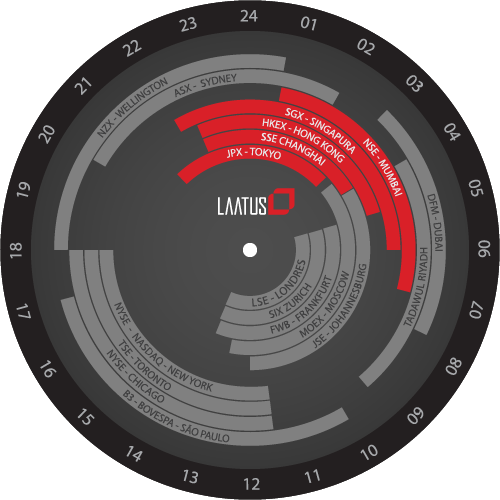 24
01
02
03
04
05
06
07
08
09
10
11
12
13
14
15
16
17
18
19
20
21
22
23
NZX - WELLINGTON
ASX - SYDNEY
SGX - SINGAPURA
HKEX - HONG KONG
SSE CHANGHAI
JPX - TOKYO
NSE - MUMBAI
DFM - DUBAI
TADAWUL RIYADH
LAATUS
LSE - LONDRES
SIX ZURICH
FWB - FRANKFURT
MOEX - MOSCOW
JSE - JOHANNESBURG
NYSE - NASDAQ - NEW YORK
TSE - TORONTO
NYSE - CHICAGO
B3 - BOVESPA - SÃO PAULO